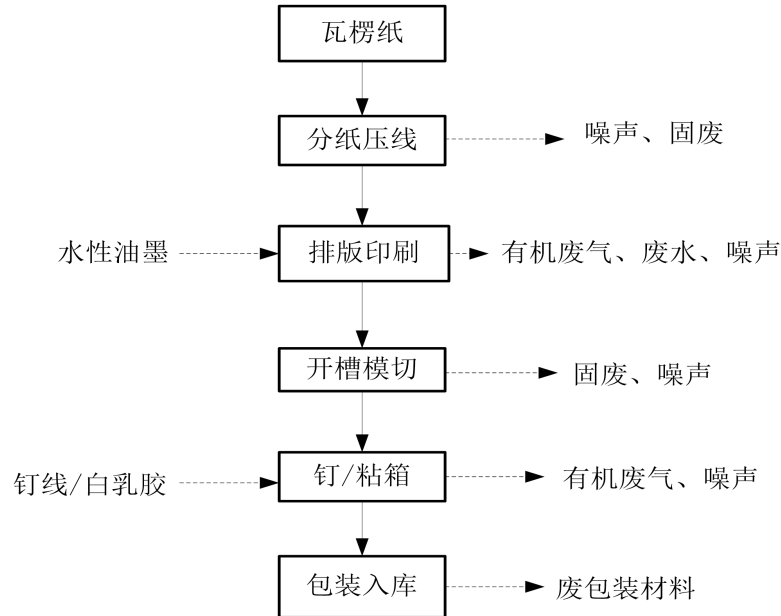 瓦楞纸
分纸压线
噪声、固废
水性油墨
排版印刷
有机废气、废水、噪声
开槽模切
固废、噪声
钉线/白乳胶
钉/粘箱
有机废气、噪声
包装入库
废包装材料